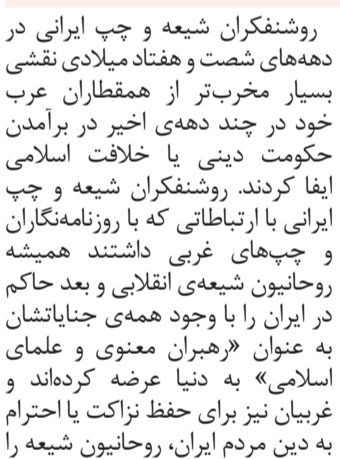 روشنفکران شیعه و چپ ایرانی در
دهه‌های شصت و هفتاد میلادی نقشی
بسیار مخرب‌تر از همقطاران عرب
خود در چند دهه‌ی اخیر در برآمدن
حکومت دینی یا خلافت اسلامی
ایفا کردند. روشنفکران شیعه و چپ
ایرانی با ارتباطاتی که با روزنامه‌نگاران
و چپ‌های غربی داشتند همیشه
روحانیون شیعه‌ی انقلابی و بعد حاکم
در ایران را با وجود همه‌ی جنایاتشان
به عنوان «رهبران معنوی و علمای
اسلامی» به دنیا عرضه کرده‌اند و
غربیان نیز برای حفظ نزاکت یا احترام
به دین مردم ایران، روحانیون شیعه را